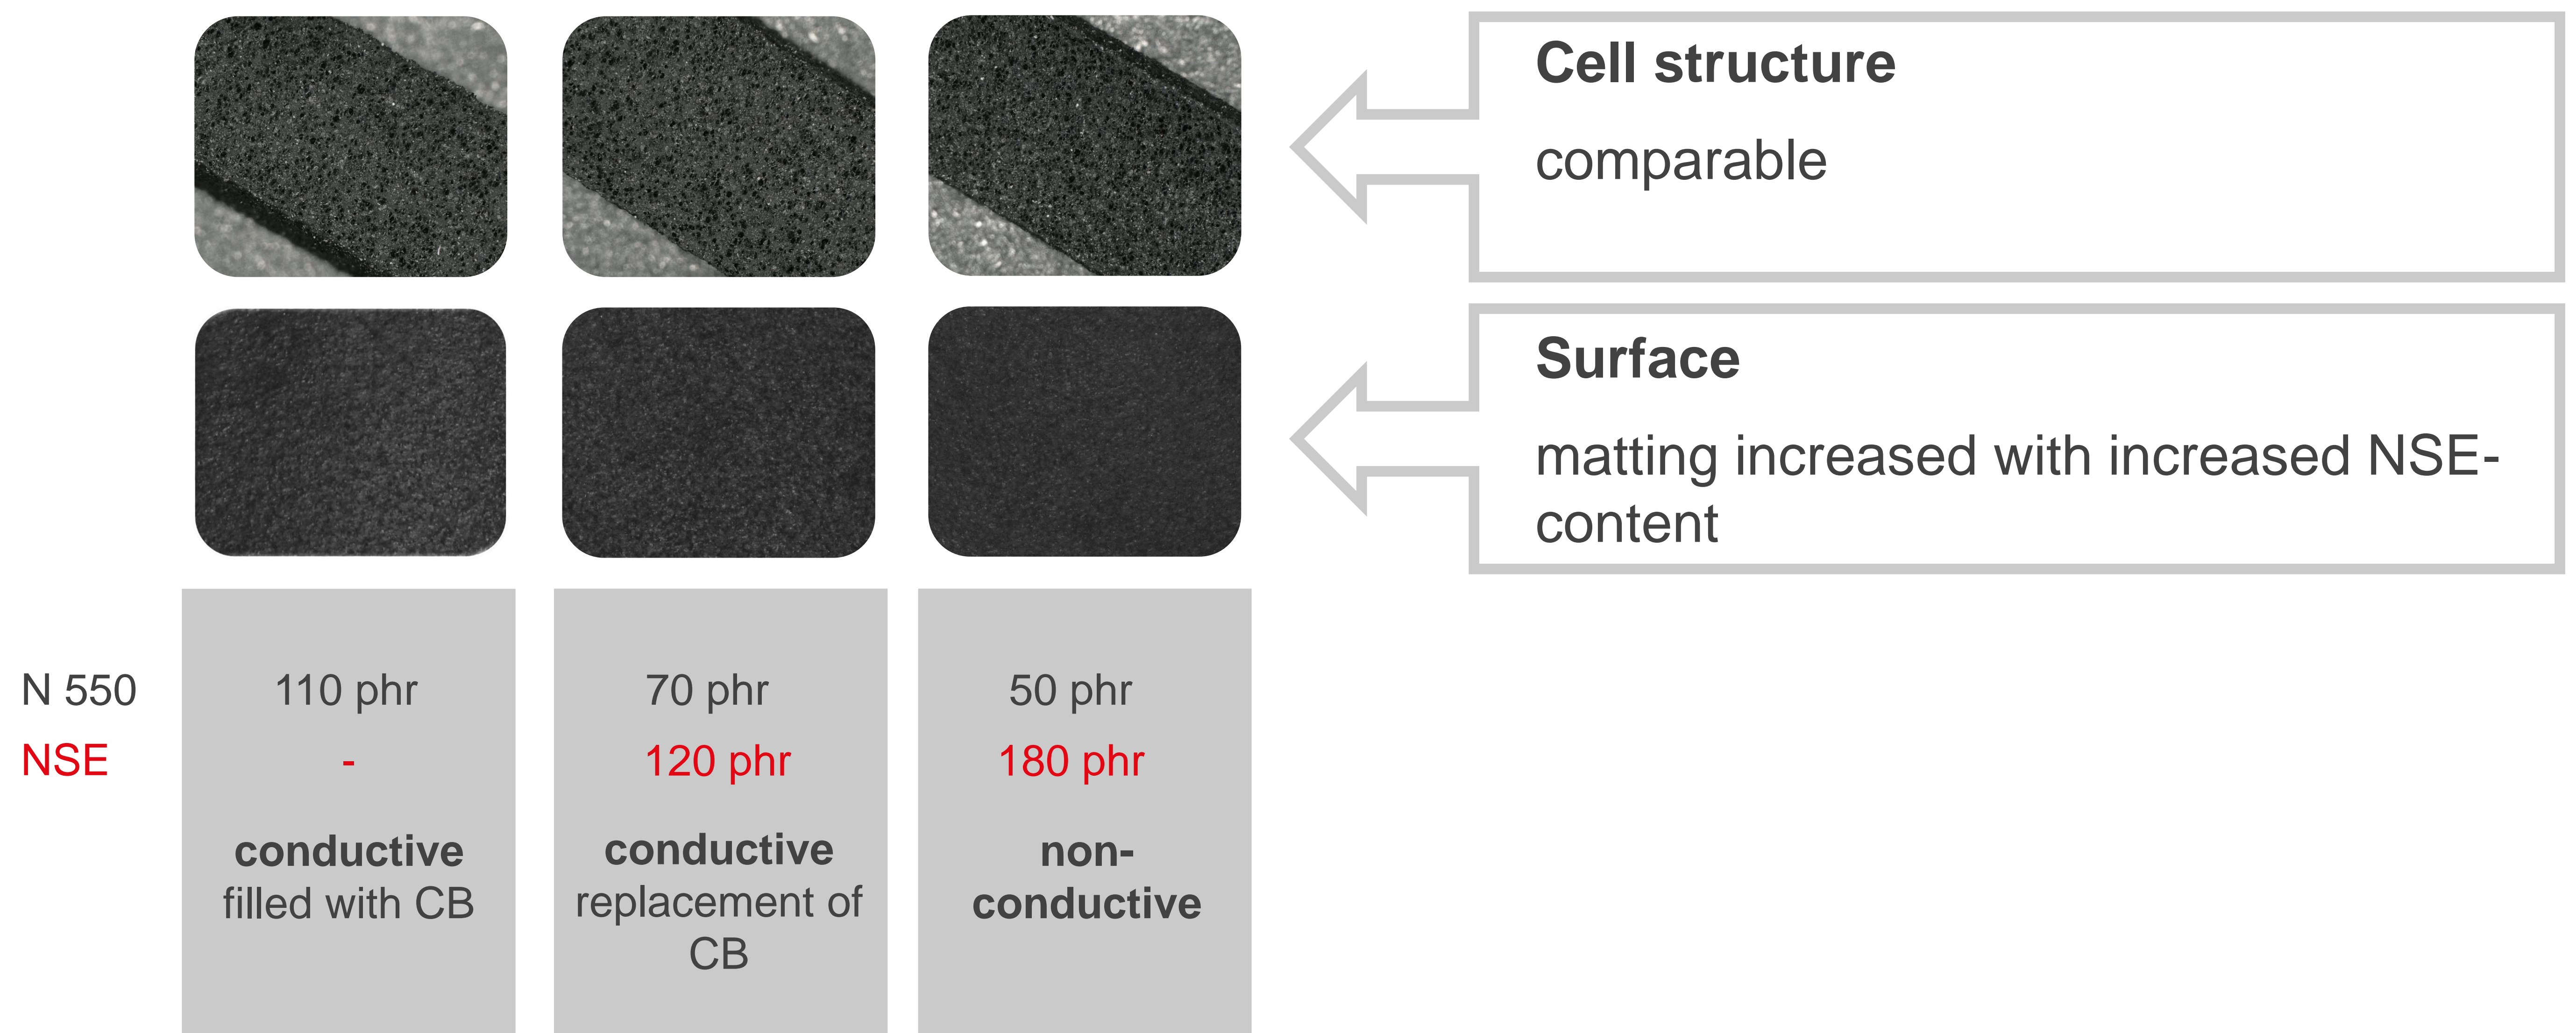 Cell structure
comparable
Surface
matting increased with increased NSE-
content
N 550 110 phr 70 phr 50 phr
NSE - 120 phr 180 phr
conductive
filled with CB
conductive
replacement of
CB
non-
conductive